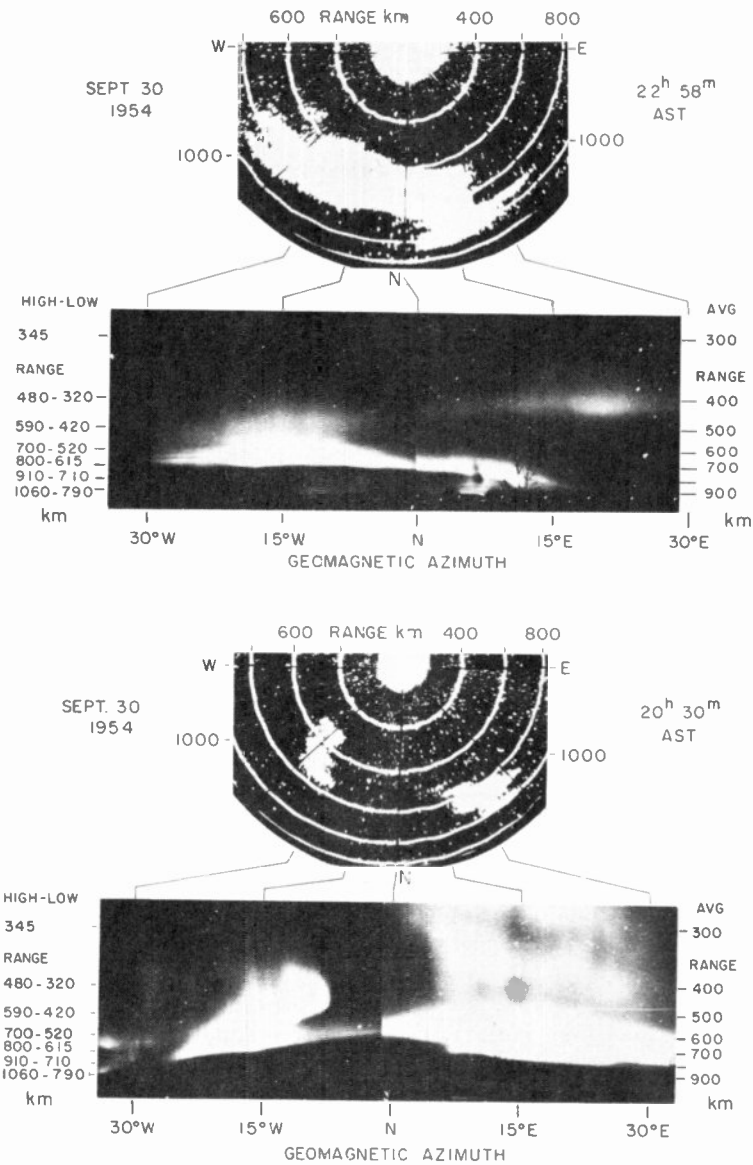 600 RANGE km 400 800
W E
SEPT 30
1954
22h 58m
AST
1000 1000
N
HIGH-LOW AVG
345 300
RANGE RANGE
480-320 400
590-420 500
700-520 600
800-615 700
910-710
1060-790 900
km km
30°W 15°W N 15°E 30°E
GEOMAGNETIC AZIMUTH
600 RANGE km 400 800
W E
SEPT. 30
1954
20h 30m
AST
1000 1000
N
HIGH-LOW AVG
345 300
RANGE RANGE
480-320 400
590-420 500
700-520 600
800-615 700
910-710
1060-790 900
km km
30°W 15°W N 15°E 30°E
GEOMAGNETIC AZIMUTH